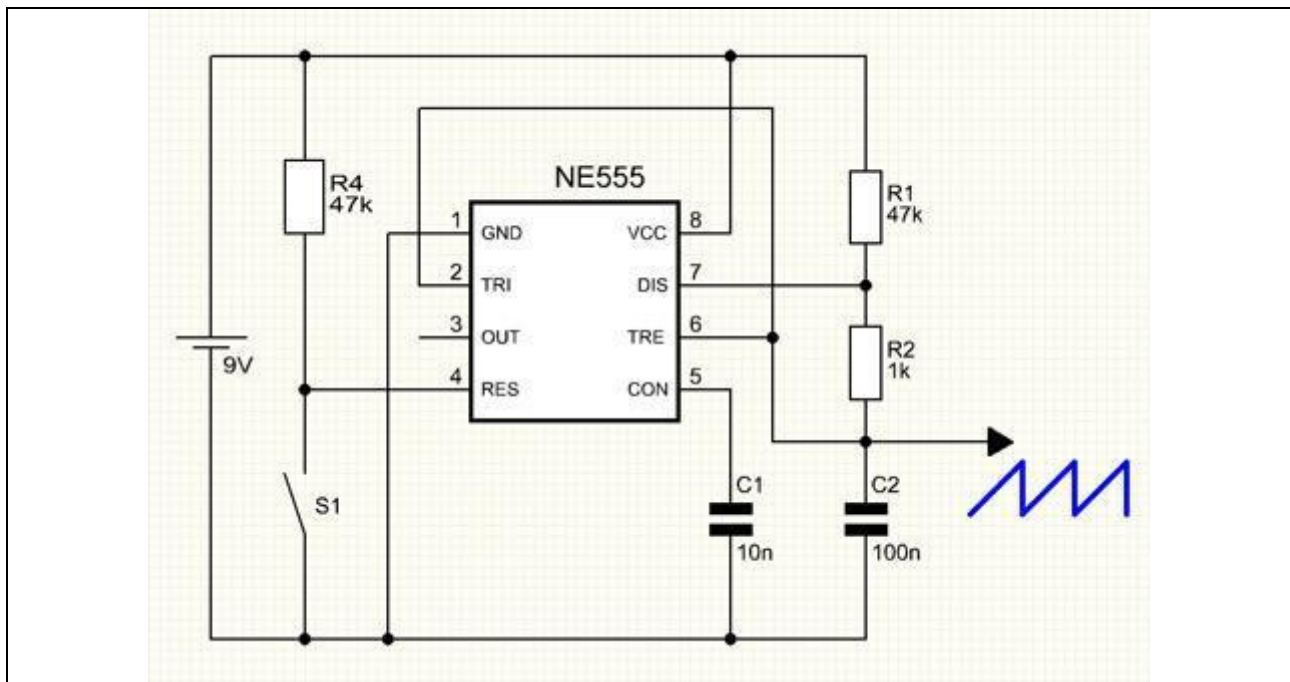 NE555
R4
47k
R1
47k
1 GND VCC 8
2 TRI DIS 7
3 OUT TRE 6
4 RES CON 5
R2
1k
9V
S1
C1
10n
C2
100n